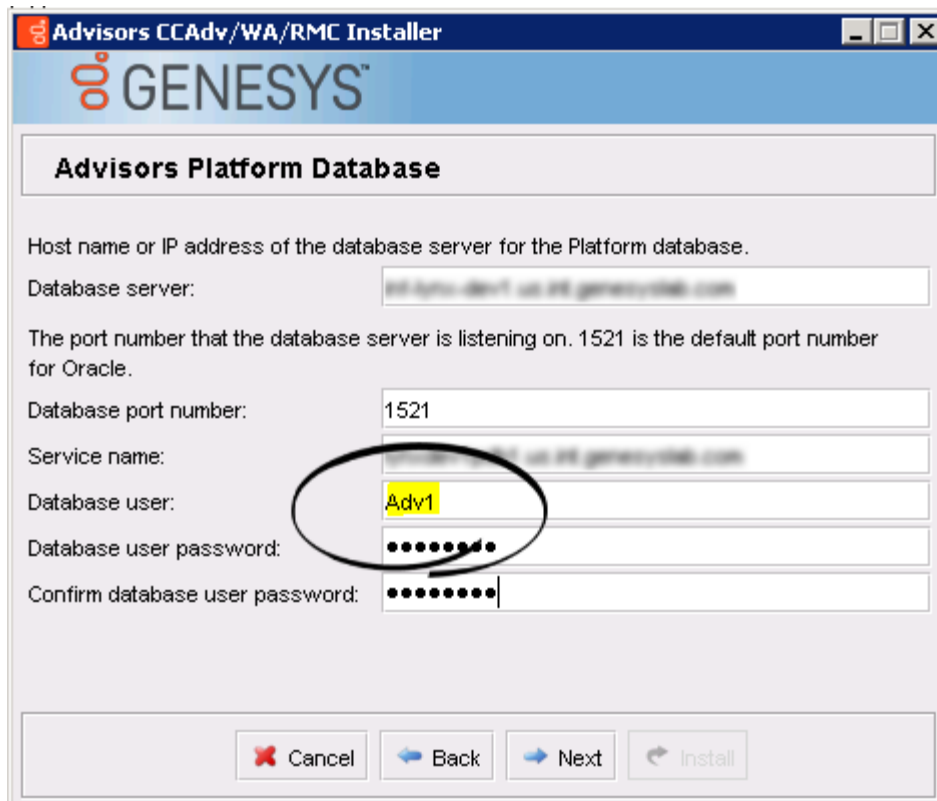 Advisors CCAdv/WA/RMC Installer
GENESYS™
Advisors Platform Database
Host name or IP address of the database server for the Platform database.
Database server:
The port number that the database server is listening on. 1521 is the default port number
for Oracle.
Database port number: 1521
Service name:
Database user: Adv1
Database user password: ●●●●●●●●
Confirm database user password: ●●●●●●●●
Cancel Back Next Install